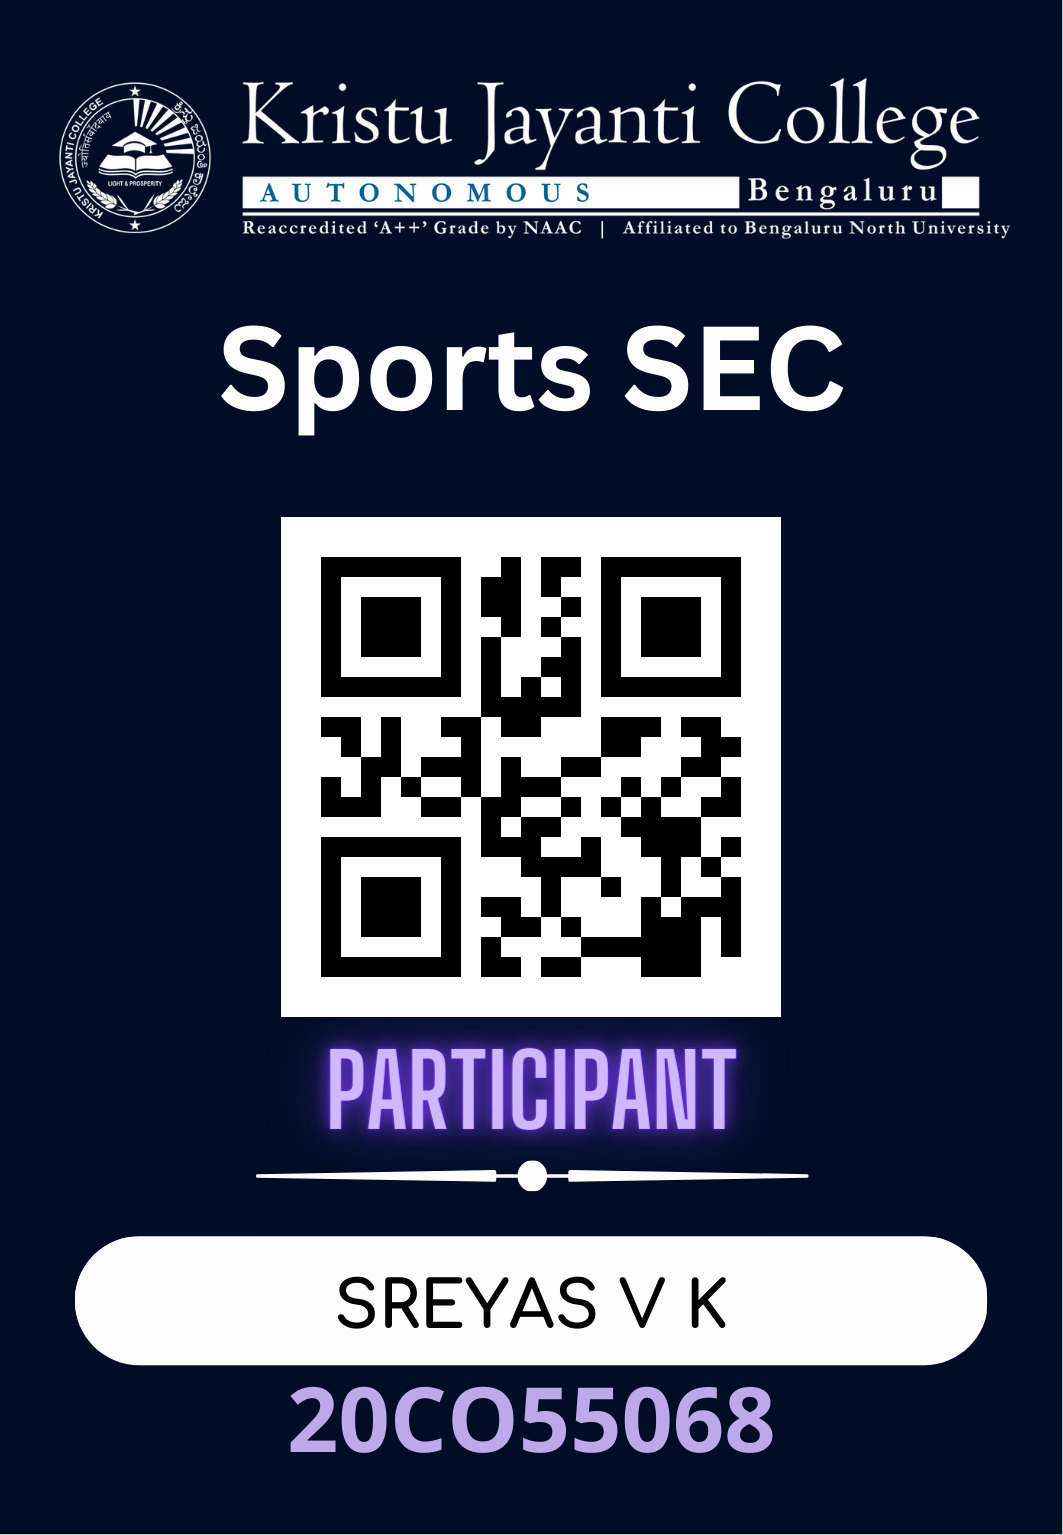 KRISTU JAYANTI COLLEGE
ज्योतिसंवादाय
ಕ್ರಿಸ್ತು ಜಯಂತಿ ಕಾಲೇಜು
LIGHT & PROSPERITY
Kristu Jayanti College
AUTONOMOUS Bengaluru
Reaccredited ‘A++’ Grade by NAAC | Affiliated to Bengaluru North University
Sports SEC
PARTICIPANT
SREYAS V K
20CO55068